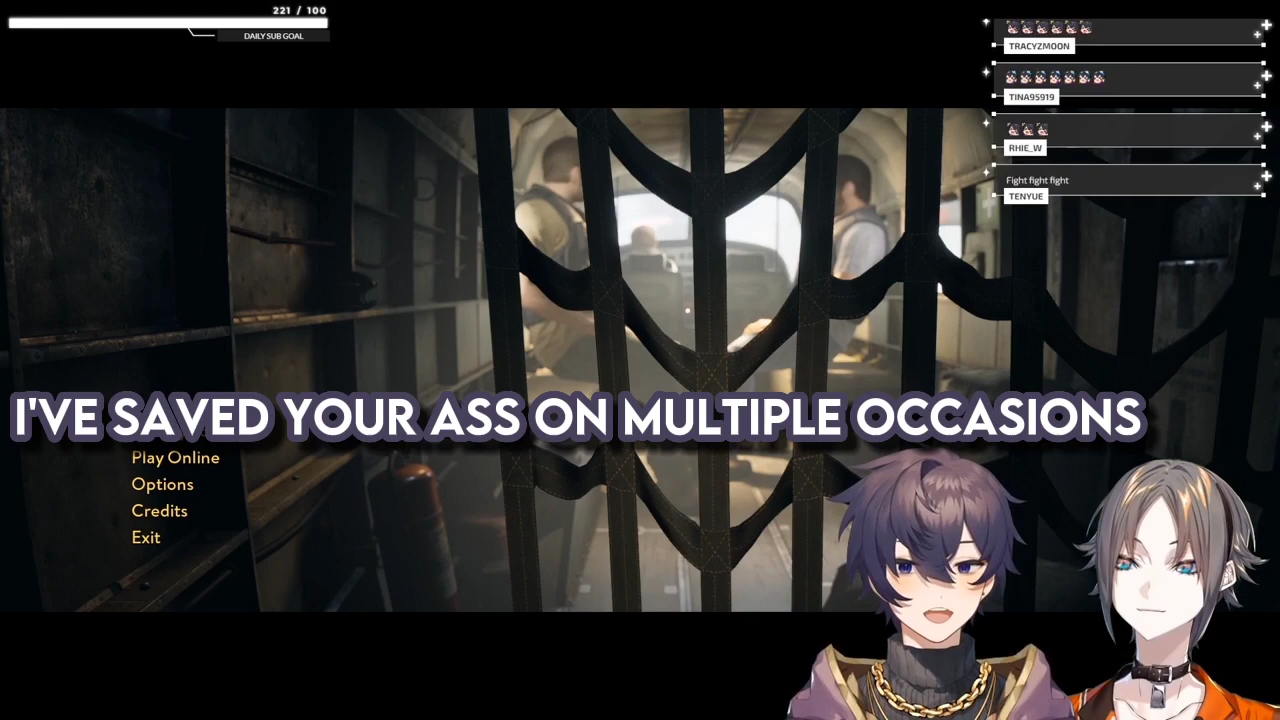 221 / 100
DAILY SUB GOAL
TRACYZMOON
TINA95919
RHIE_W
Fight fight fight
TENYUE
I'VE SAVED YOUR ASS ON MULTIPLE OCCASIONS
Play Online
Options
Credits
Exit